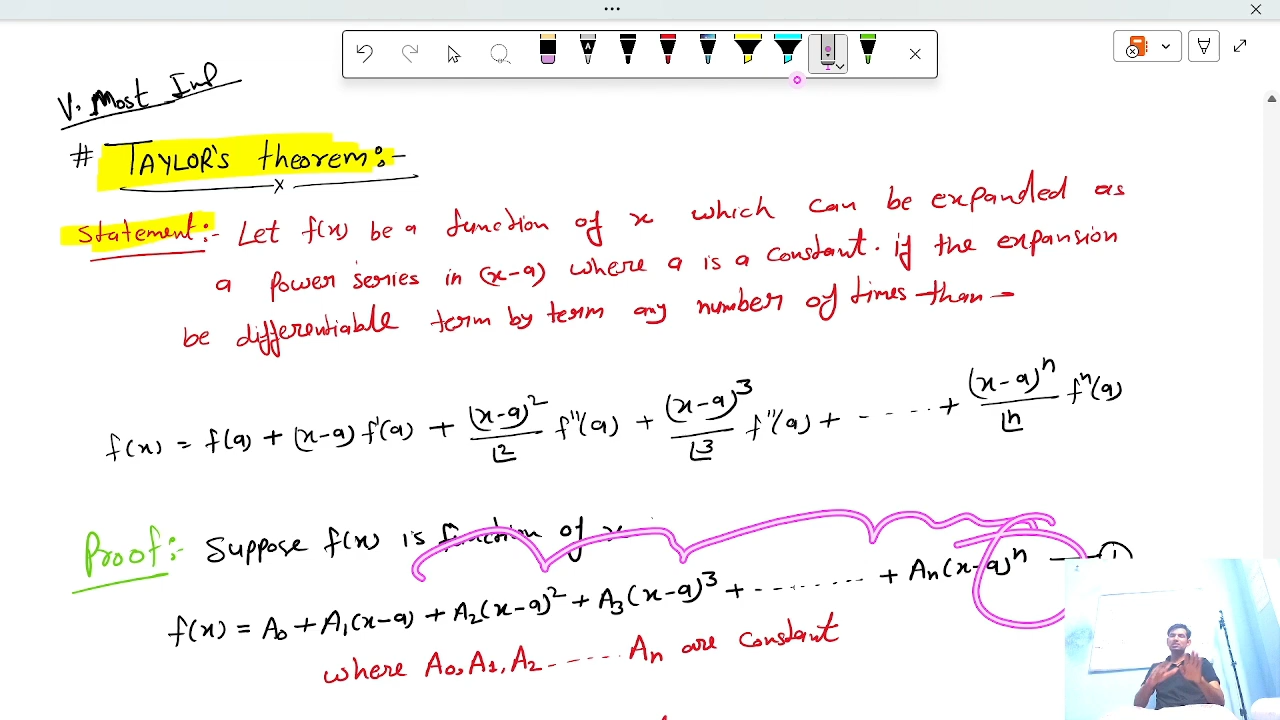 V. Most Imp
# TAYLOR'S theorem:-
Statement:- Let f(x) be a function of x which can be expanded as
a power series in (x-a) where a is a constant. if the expansion
be differentiable term by term any number of times than -
f(x) = f(a) + (x-a) f'(a) + (x-a)²/⌊2 f''(a) + (x-a)³/⌊3 f''(a) + ----- + (x-a)ⁿ/⌊n fⁿ(a)
Proof:- Suppose f(x) is function of x
f(x) = A₀ + A₁(x-a) + A₂(x-a)² + A₃(x-a)³ + -------- + Aₙ(x-a)ⁿ — ①
where A₀, A₁, A₂ ------ Aₙ are constant